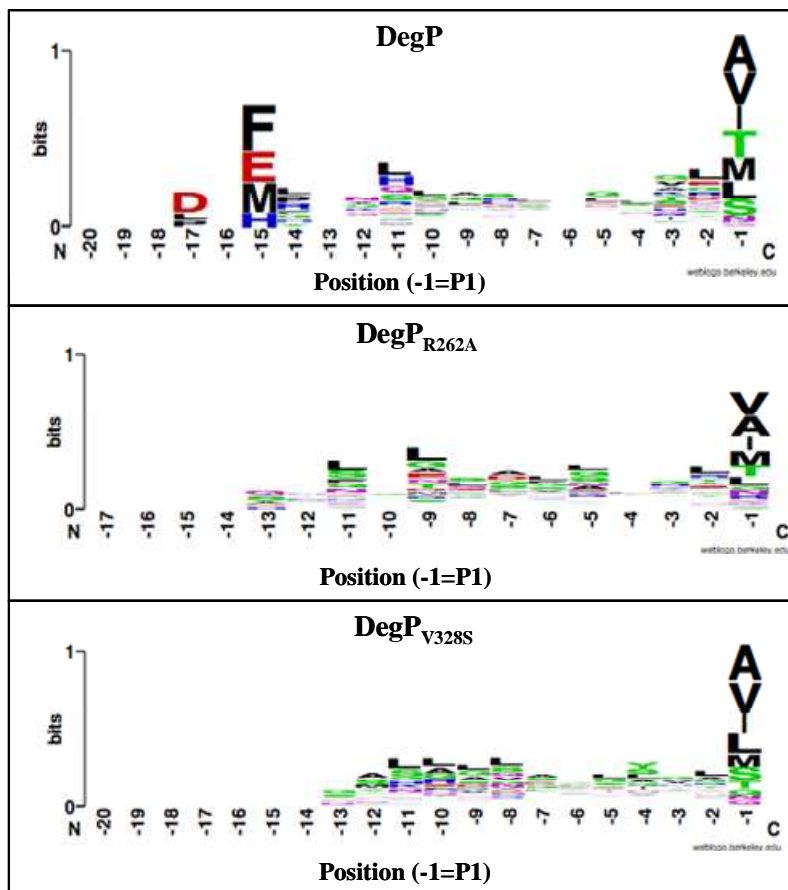 DegP
1
bits
0
F
E
M
H
D
L
A
V
I
T
M
L
S
N -20 -19 -18 -17 -16 -15 -14 -13 -12 -11 -10 -9 -8 -7 -6 -5 -4 -3 -2 -1 C
weblogo.berkeley.edu
Position (-1=P1)
DegP R262A
1
bits
0
L
L
V
A
I
M
T
L
N -17 -16 -15 -14 -13 -12 -11 -10 -9 -8 -7 -6 -5 -4 -3 -2 -1 C
weblogo.berkeley.edu
Position (-1=P1)
DegP V328S
1
bits
0
A
V
I
L
M
S
T
N -20 -19 -18 -17 -16 -15 -14 -13 -12 -11 -10 -9 -8 -7 -6 -5 -4 -3 -2 -1 C
weblogo.berkeley.edu
Position (-1=P1)